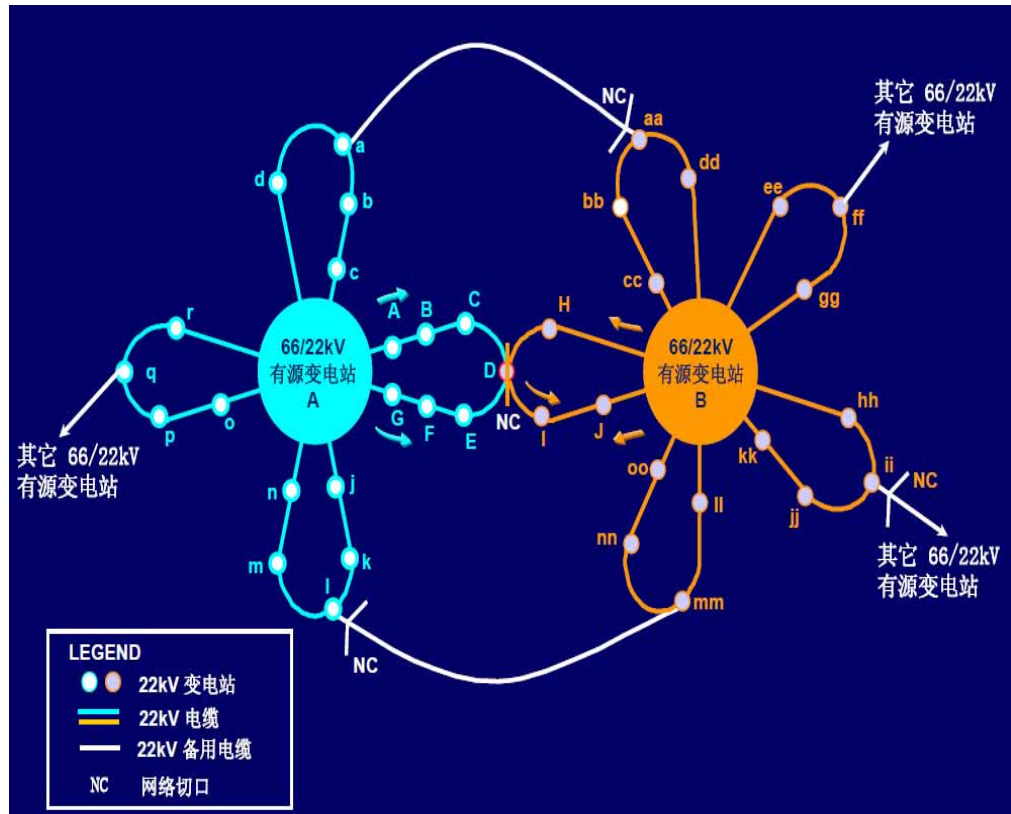 NC
其它 66/22kV
有源变电站
a
aa
dd
d
b
bb
ee
ff
c
cc
gg
A
B
C
H
r
66/22kV
有源变电站
A
66/22kV
有源变电站
B
q
D
G
F
E
NC
I
J
hh
p
o
其它 66/22kV
有源变电站
kk
ii
NC
oo
ll
jj
n
j
nn
其它 66/22kV
有源变电站
m
k
l
mm
NC
LEGEND
22kV 变电站
22kV 电缆
22kV 备用电缆
NC 网络切口